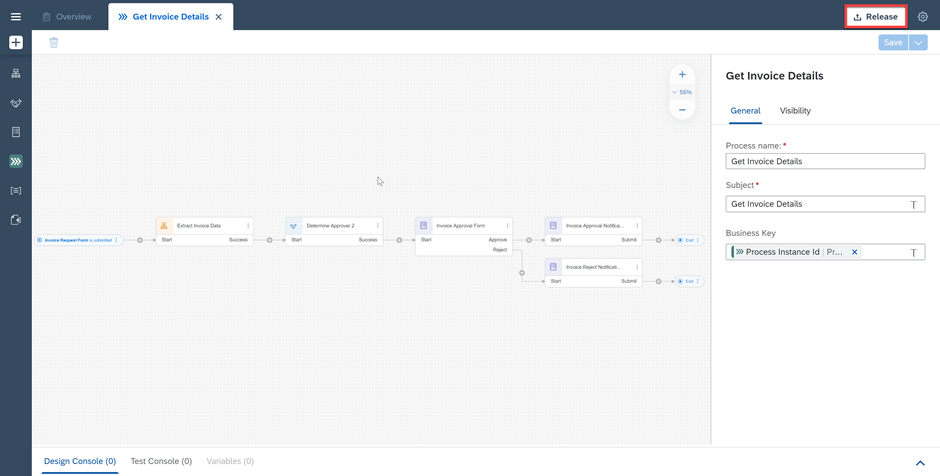 Overview
Get Invoice Details
Release
Save
56%
Get Invoice Details
General
Visibility
Process name:*
Get Invoice Details
Subject*
Get Invoice Details
Business Key
Process Instance Id | Pr...
Invoice Request Form is submitted
Extract Invoice Data
Start
Success
Determine Approver 2
Start
Success
Invoice Approval Form
Start
Approve
Reject
Invoice Approval Notifica...
Start
Submit
End
Invoice Reject Notificati...
Start
Submit
End
Design Console (0)
Test Console (0)
Variables (0)